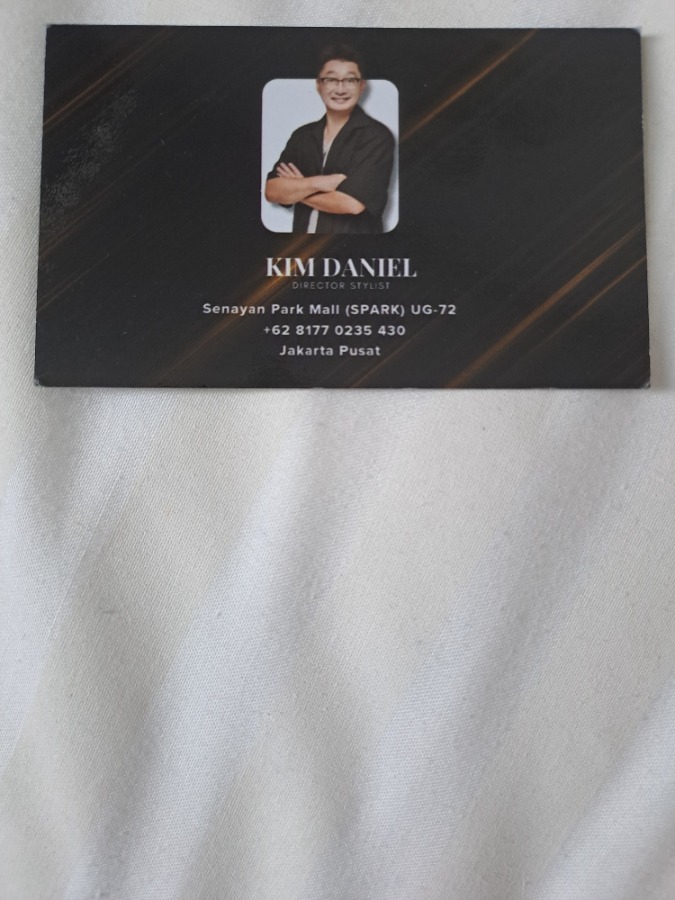 KIM DANIEL
DIRECTOR STYLIST
Senayan Park Mall (SPARK) UG-72
+62 8177 0235 430
Jakarta Pusat